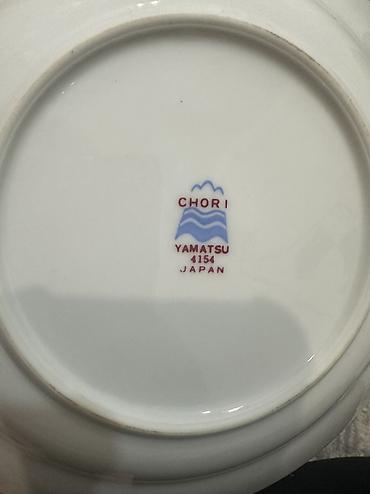 CHORI
YAMATSU
4154
JAPAN